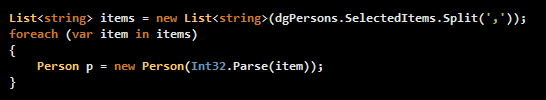 List<string> items = new List<string>(dgPersons.SelectedItems.Split(','));
foreach (var item in items)
{
    Person p = new Person(Int32.Parse(item));
}